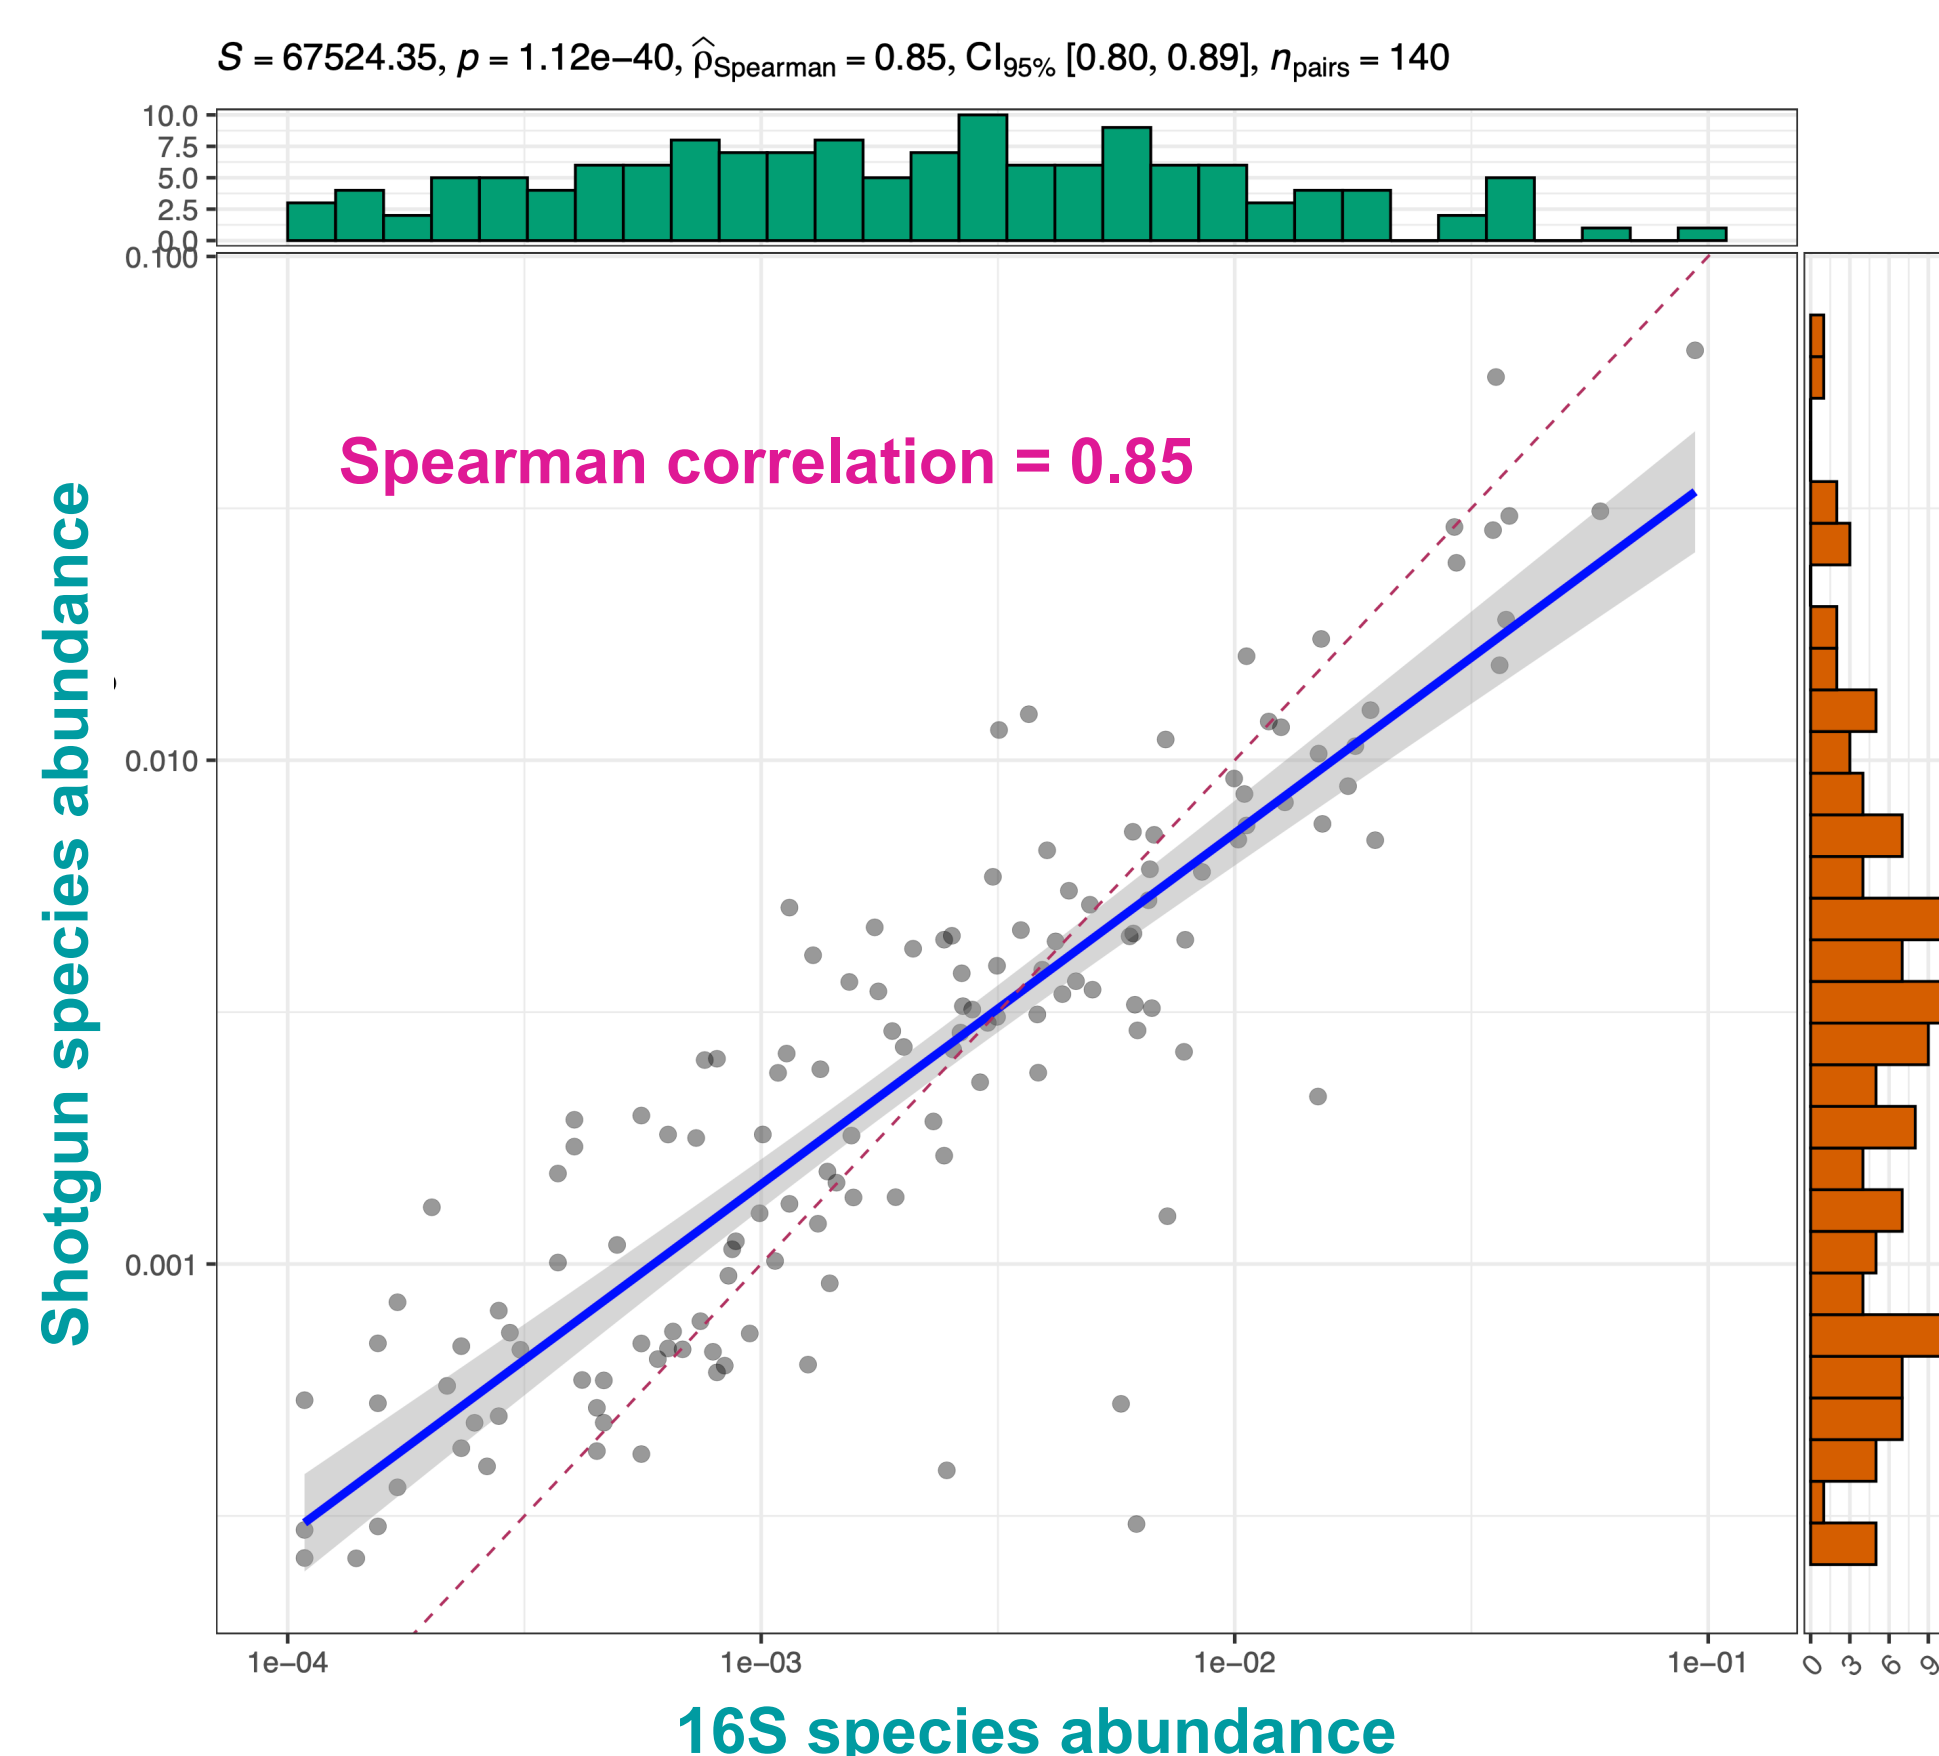 S = 67524.35, p = 1.12e−40, ρ̂Spearman = 0.85, CI95% [0.80, 0.89], npairs = 140
10.0
7.5
5.0
2.5
0.0
0.100
Spearman correlation = 0.85
Shotgun species abundance
0.010
0.001
1e−04 1e−03 1e−02 1e−01
0 3 6 9
16S species abundance